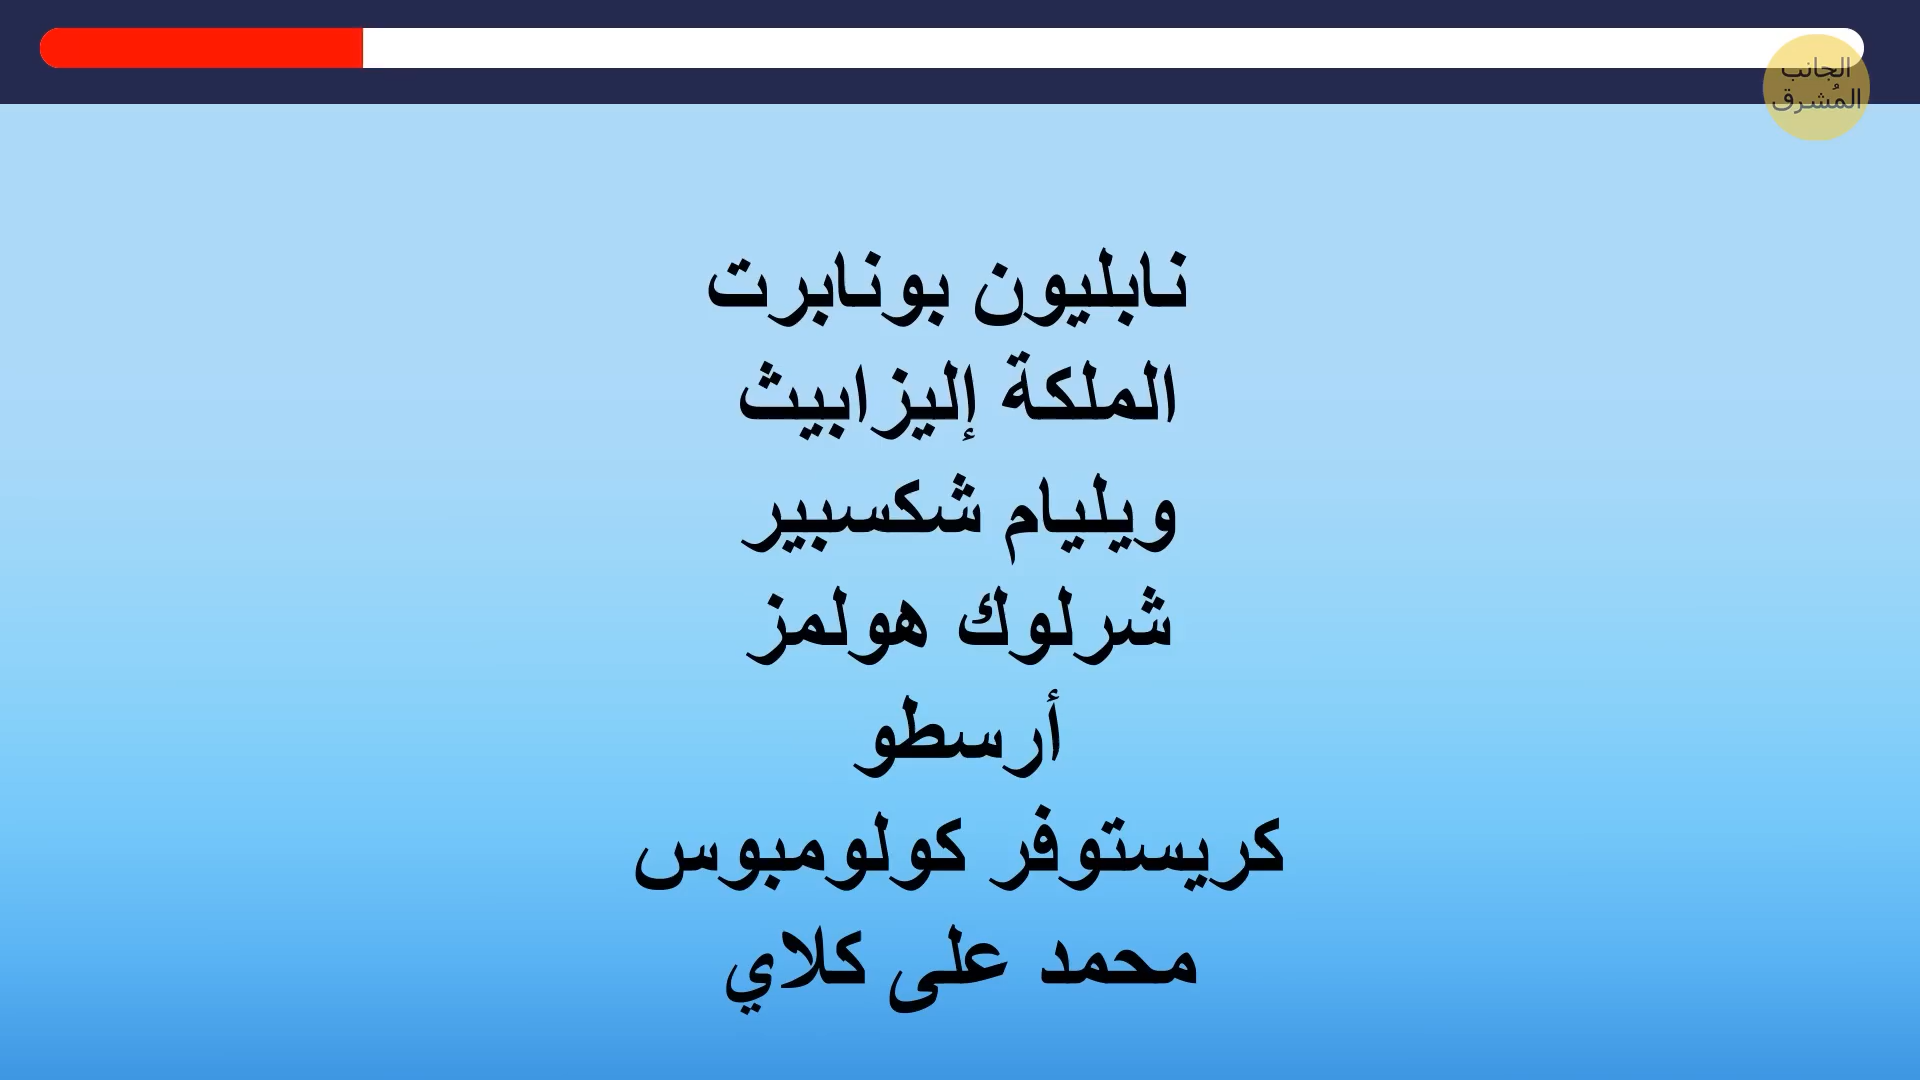 الجانب
المُشرق
نابليون بونابرت
الملكة إليزابيث
ويليام شكسبير
شرلوك هولمز
أرسطو
كريستوفر كولومبوس
محمد على كلاي